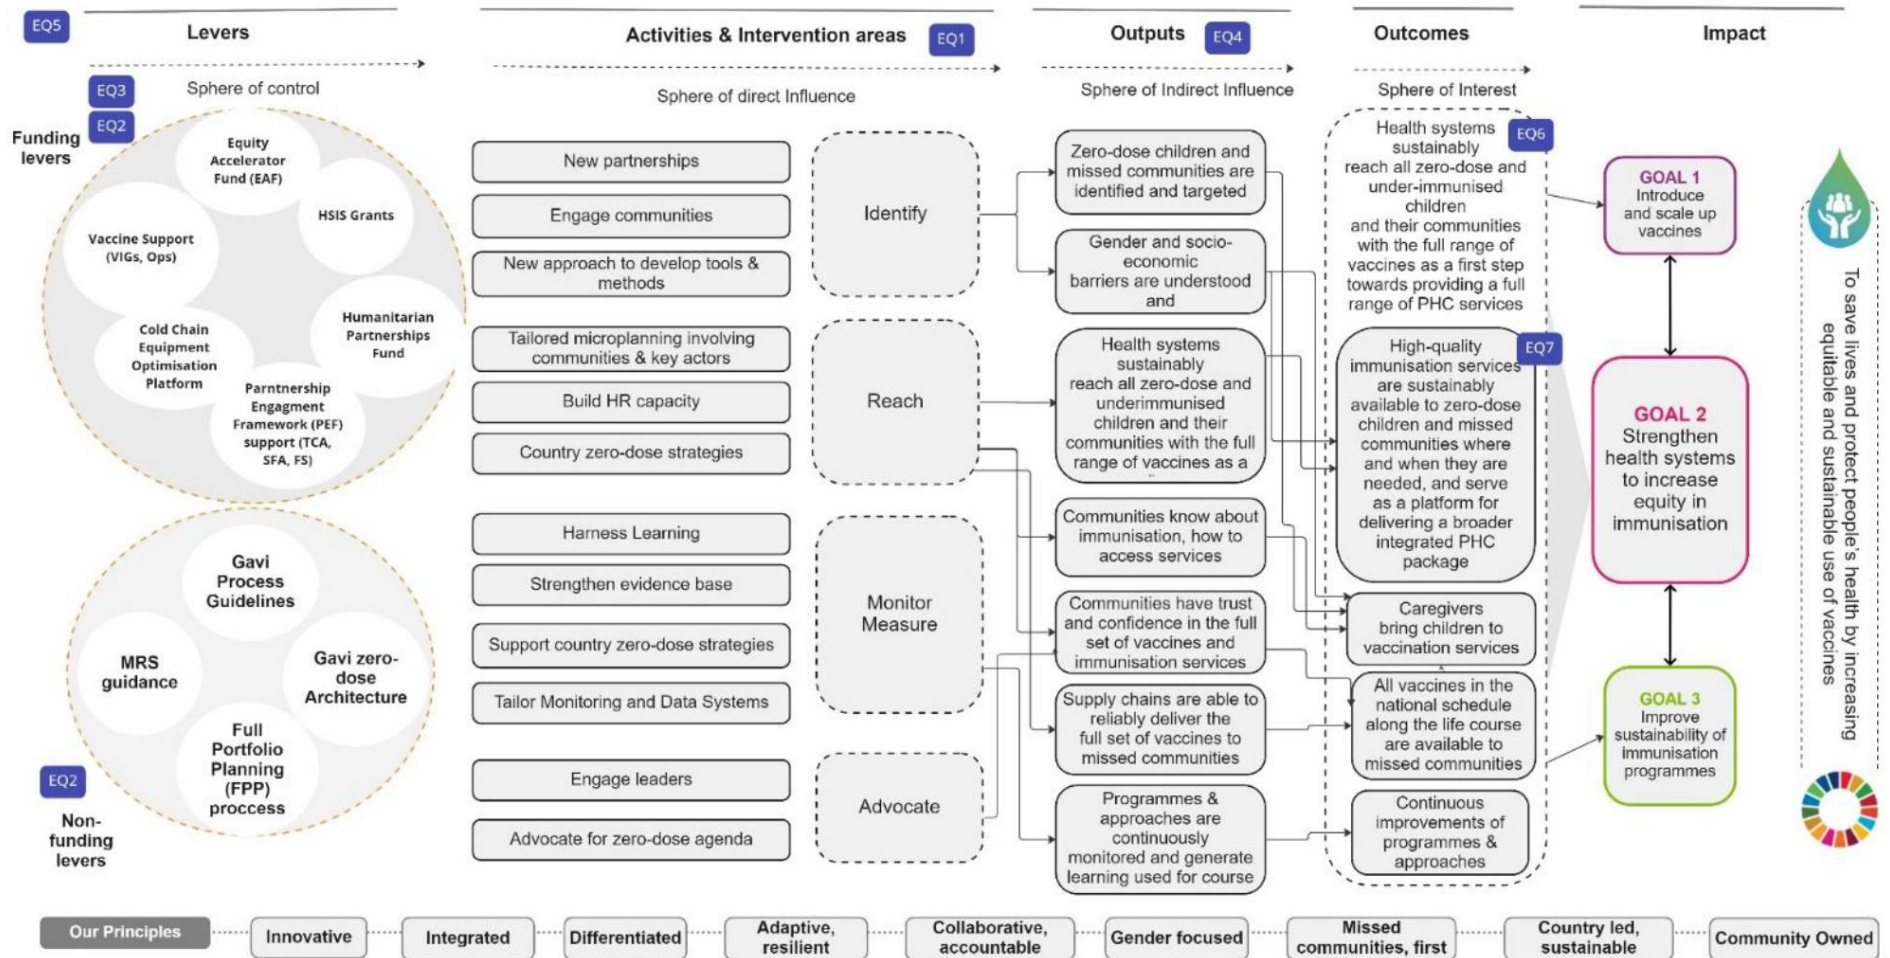 EQ5
Levers
Activities & Intervention areas
EQ1
Outputs
EQ4
Outcomes
Impact
EQ3
Sphere of control
Sphere of direct Influence
Sphere of Indirect Influence
Sphere of Interest
EQ2
Funding
levers
Equity
Accelerator
Fund (EAF)
HSIS Grants
Vaccine Support
(VIGs, Ops)
Humanitarian
Partnerships
Fund
Cold Chain
Equipment
Optimisation
Platform
Parntnership
Engagment
Framework (PEF)
support (TCA,
SFA, FS)
Gavi
Process
Guidelines
MRS
guidance
Gavi zero-
dose
Architecture
Full
Portfolio
Planning
(FPP)
proccess
EQ2
Non-
funding
levers
New partnerships
Engage communities
New approach to develop tools &
methods
Tailored microplanning involving
communities & key actors
Build HR capacity
Country zero-dose strategies
Harness Learning
Strengthen evidence base
Support country zero-dose strategies
Tailor Monitoring and Data Systems
Engage leaders
Advocate for zero-dose agenda
Identify
Reach
Monitor
Measure
Advocate
Zero-dose children and
missed communities are
identified and targeted
Gender and socio-
economic
barriers are understood
and
Health systems
sustainably
reach all zero-dose and
underimmunised
children and their
communities with the full
range of vaccines as a
Communities know about
immunisation, how to
access services
Communities have trust
and confidence in the full
set of vaccines and
immunisation services
Supply chains are able to
reliably deliver the
full set of vaccines to
missed communities
Programmes &
approaches are
continuously
monitored and generate
learning used for course
Health systems
sustainably
reach all zero-dose and
under-immunised
children
and their communities
with the full range of
vaccines as a first step
towards providing a full
range of PHC services
EQ6
High-quality
immunisation services
are sustainably
available to zero-dose
children and missed
communities where
and when they are
needed, and serve
as a platform for
delivering a broader
integrated PHC
package
EQ7
Caregivers
bring children to
vaccination services
All vaccines in the
national schedule
along the life course
are available to
missed communities
Continuous
improvements of
programmes &
approaches
GOAL 1
Introduce
and scale up
vaccines
GOAL 2
Strengthen
health systems
to increase
equity in
immunisation
GOAL 3
Improve
sustainability of
immunisation
programmes
To save lives and protect people's health by increasing
equitable and sustainable use of vaccines
Our Principles
Innovative
Integrated
Differentiated
Adaptive,
resilient
Collaborative,
accountable
Gender focused
Missed
communities, first
Country led,
sustainable
Community Owned